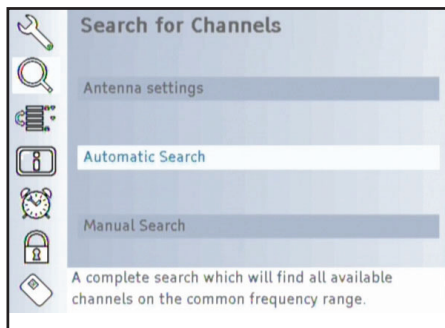 Search for Channels
Antenna settings
Automatic Search
Manual Search
A complete search which will find all available
channels on the common frequency range.